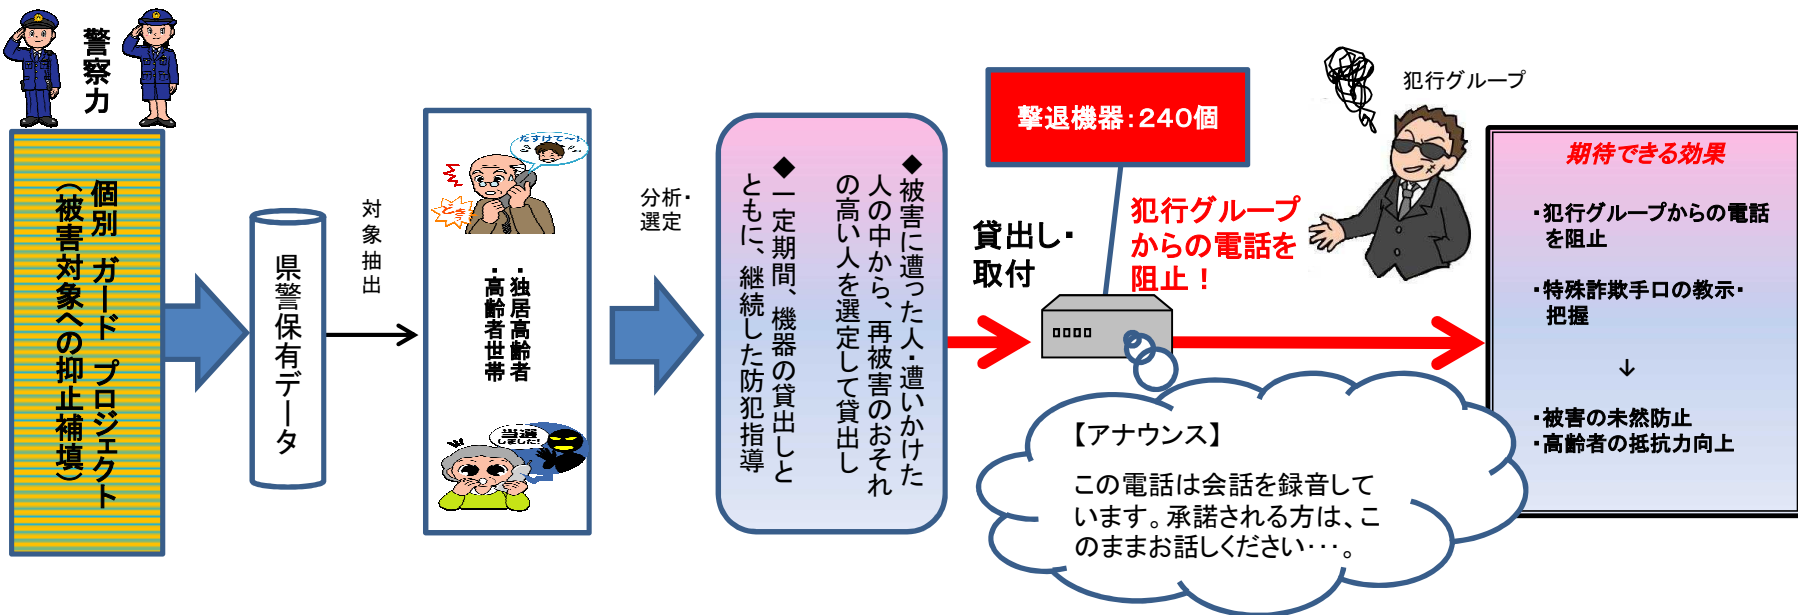 警察力
個別 ガード プロジェクト
（被害対象への抑止補填）
県警保有データ
対象抽出
たすけて～!
ドキッ
・独居高齢者
・高齢者世帯
当選
しました!
分析・
選定
◆被害に遭った人・遭いかけた
人の中から、再被害のおそれ
の高い人を選定して貸出し
◆一定期間、機器の貸出しと
ともに、継続した防犯指導
撃退機器：２４０個
貸出し・
取付
犯行グループ
からの電話を
阻止！
犯行グループ
【アナウンス】
この電話は会話を録音して
います。承諾される方は、こ
のままお話しください・・・。
期待できる効果
・犯行グループからの電話
を阻止
・特殊詐欺手口の教示・
把握
↓
・被害の未然防止
・高齢者の抵抗力向上